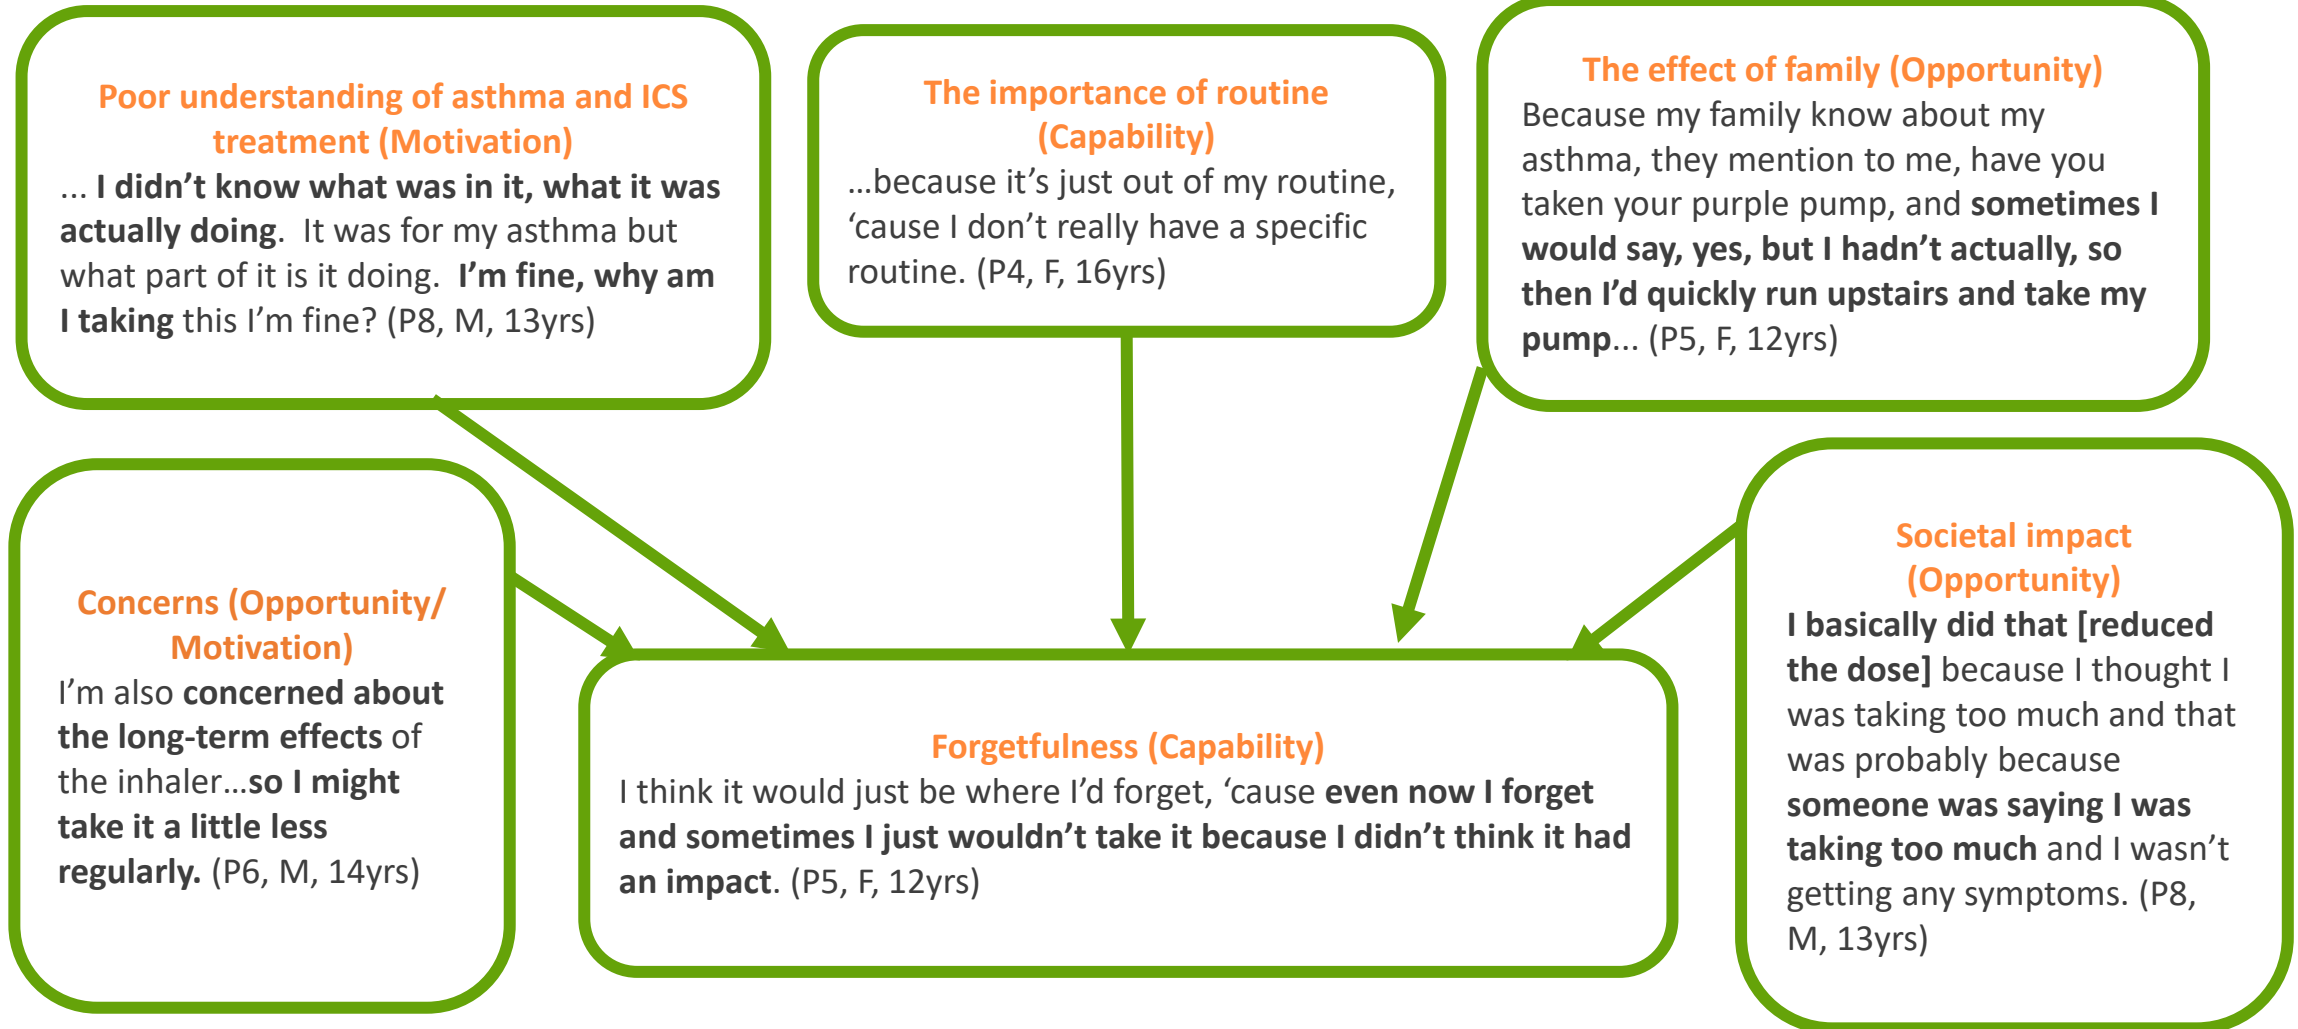 Poor understanding of asthma and ICS
treatment (Motivation)
... I didn’t know what was in it, what it was
actually doing.  It was for my asthma but
what part of it is it doing.  I’m fine, why am
I taking this I’m fine? (P8, M, 13yrs)
The importance of routine
(Capability)
…because it’s just out of my routine,
‘cause I don’t really have a specific
routine. (P4, F, 16yrs)
The effect of family (Opportunity)
Because my family know about my
asthma, they mention to me, have you
taken your purple pump, and sometimes I
would say, yes, but I hadn’t actually, so
then I’d quickly run upstairs and take my
pump... (P5, F, 12yrs)
Concerns (Opportunity/
Motivation)
I’m also concerned about
the long-term effects of
the inhaler…so I might
take it a little less
regularly. (P6, M, 14yrs)
Forgetfulness (Capability)
I think it would just be where I’d forget, ‘cause even now I forget
and sometimes I just wouldn’t take it because I didn’t think it had
an impact. (P5, F, 12yrs)
Societal impact
(Opportunity)
I basically did that [reduced
the dose] because I thought I
was taking too much and that
was probably because
someone was saying I was
taking too much and I wasn’t
getting any symptoms. (P8,
M, 13yrs)